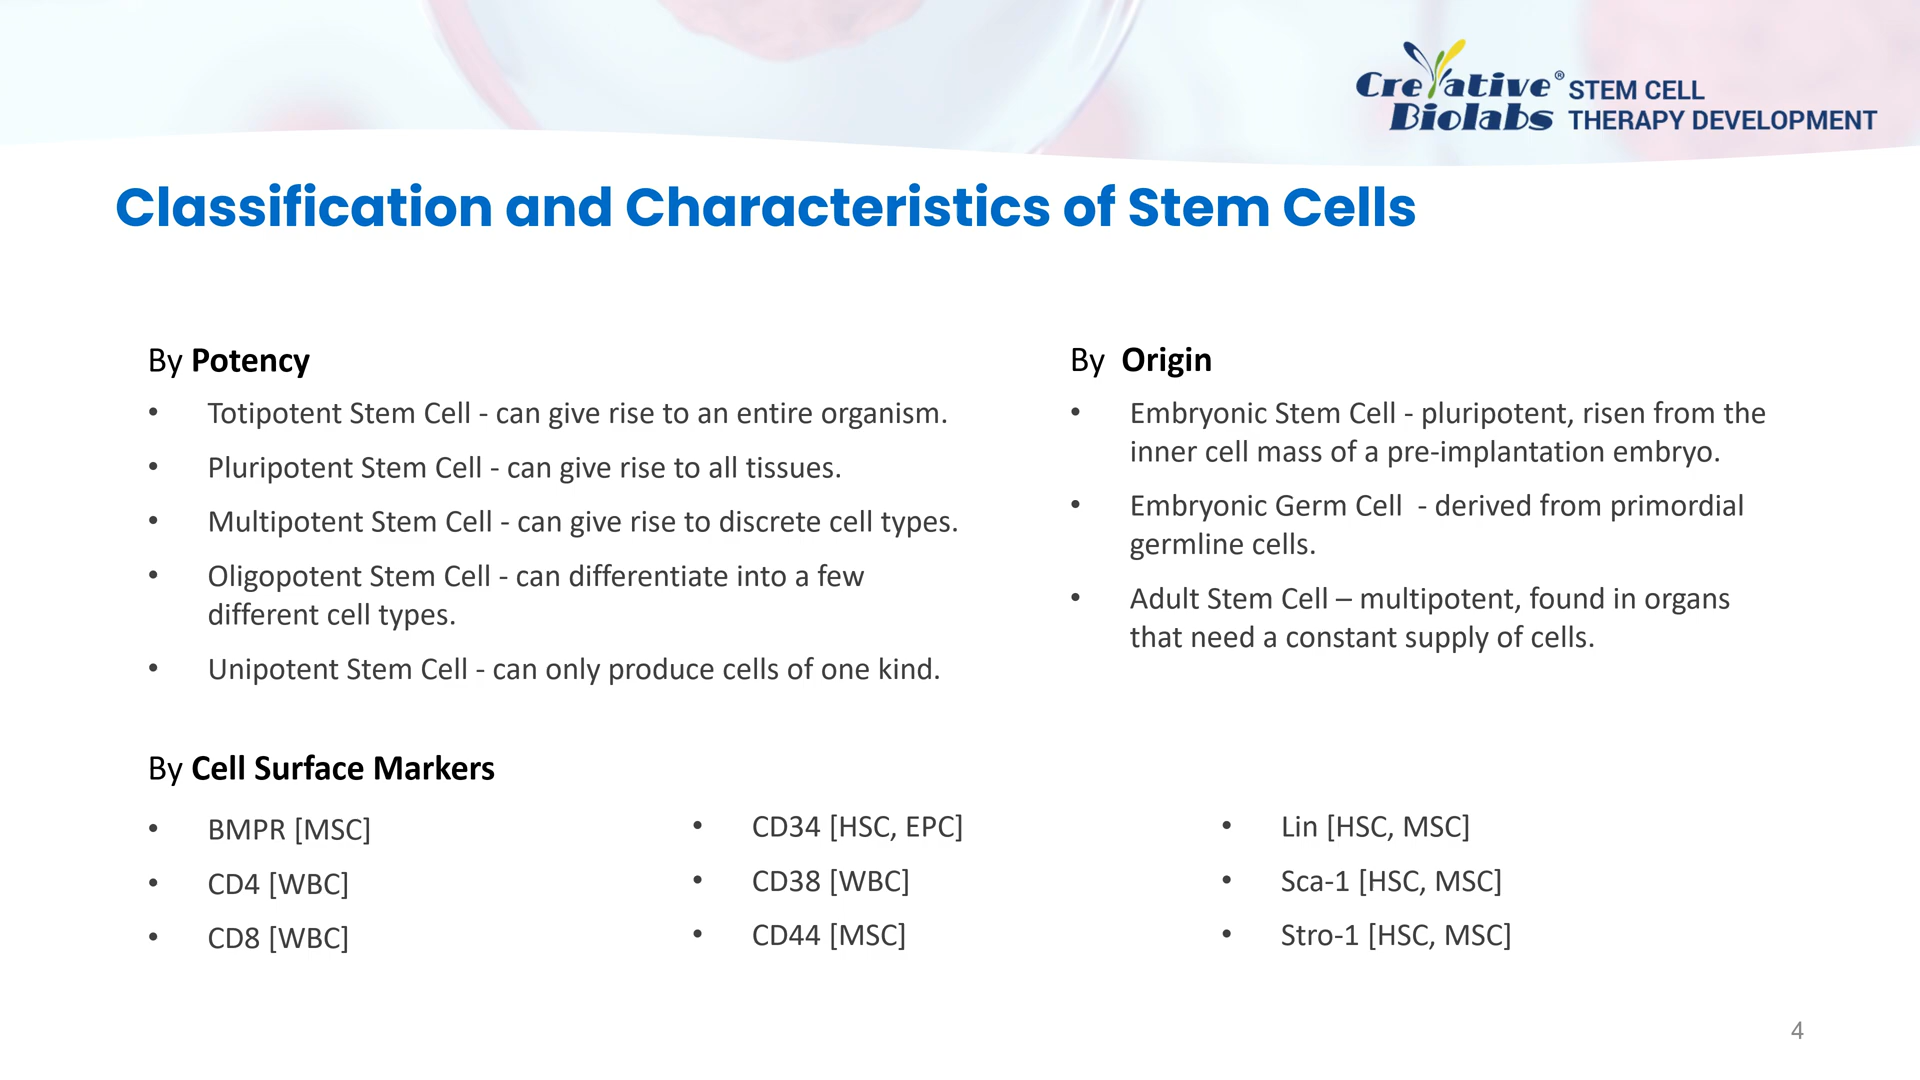 Creative® STEM CELL
Biolabs THERAPY DEVELOPMENT
Classification and Characteristics of Stem Cells
By Potency
• Totipotent Stem Cell - can give rise to an entire organism.
• Pluripotent Stem Cell - can give rise to all tissues.
• Multipotent Stem Cell - can give rise to discrete cell types.
• Oligopotent Stem Cell - can differentiate into a few
different cell types.
• Unipotent Stem Cell - can only produce cells of one kind.
By  Origin
• Embryonic Stem Cell - pluripotent, risen from the
inner cell mass of a pre-implantation embryo.
• Embryonic Germ Cell  - derived from primordial
germline cells.
• Adult Stem Cell – multipotent, found in organs
that need a constant supply of cells.
By Cell Surface Markers
• BMPR [MSC]
• CD4 [WBC]
• CD8 [WBC]
• CD34 [HSC, EPC]
• CD38 [WBC]
• CD44 [MSC]
• Lin [HSC, MSC]
• Sca-1 [HSC, MSC]
• Stro-1 [HSC, MSC]
4